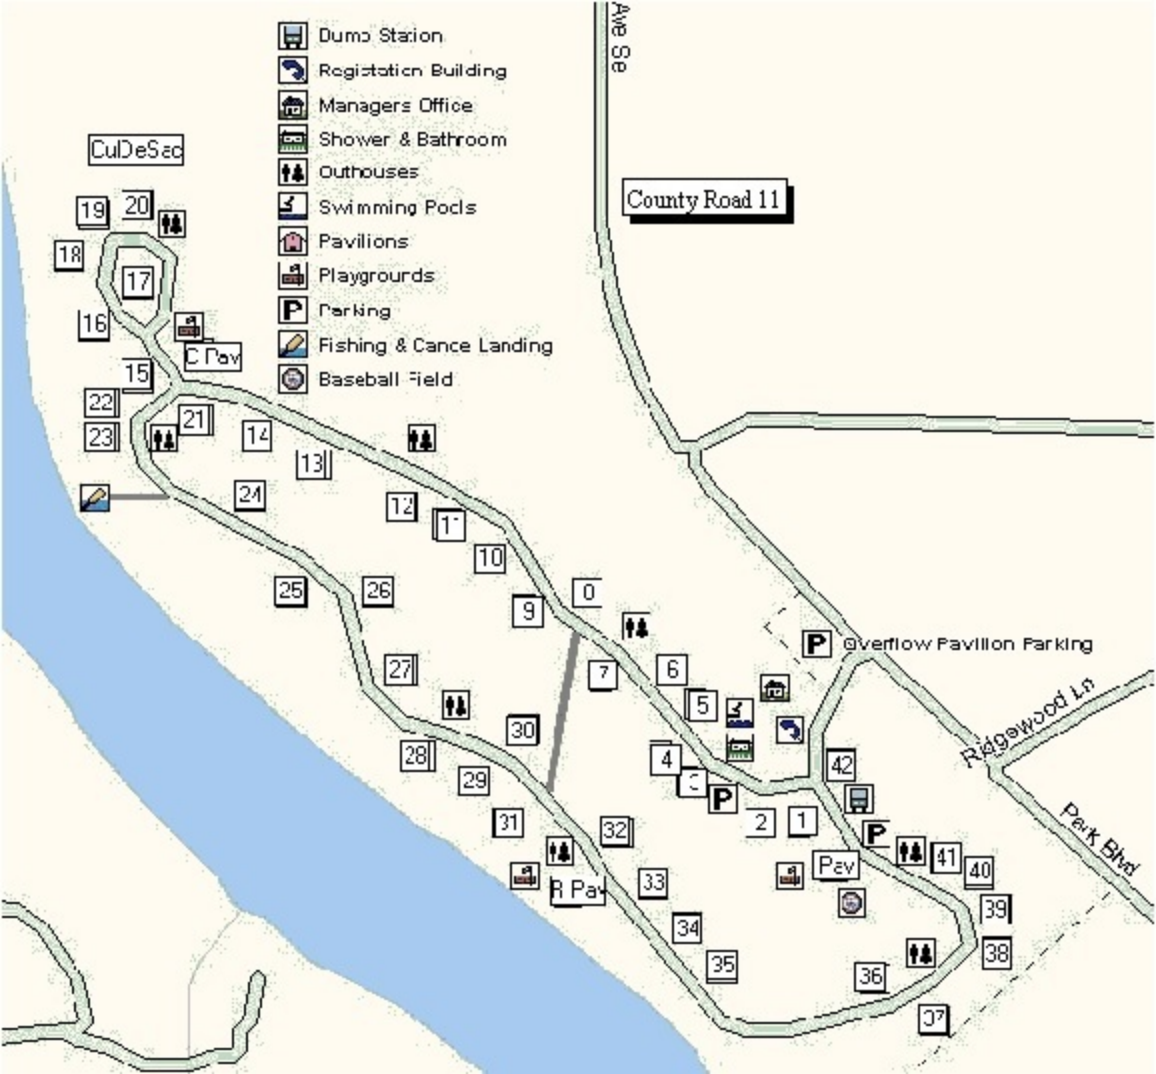 Dump Station
Registation Building
Managers Office
Shower & Bathroom
Outhouses
Swimming Pools
Pavilions
Playgrounds
P Parking
Fishing & Canoe Landing
Baseball Field
Ave Se
County Road 11
CulDeSac
19
20
18
17
16
C Pav
15
22
21
23
14
13
24
12
11
10
25
26
9
0
27
7
6
5
P Overflow Pavilion Parking
Ridgewood Ln
Park Blvd
30
28
29
4
3
P
42
31
32
2
1
P
Pav
41
40
R Pav
33
39
34
38
35
36
37